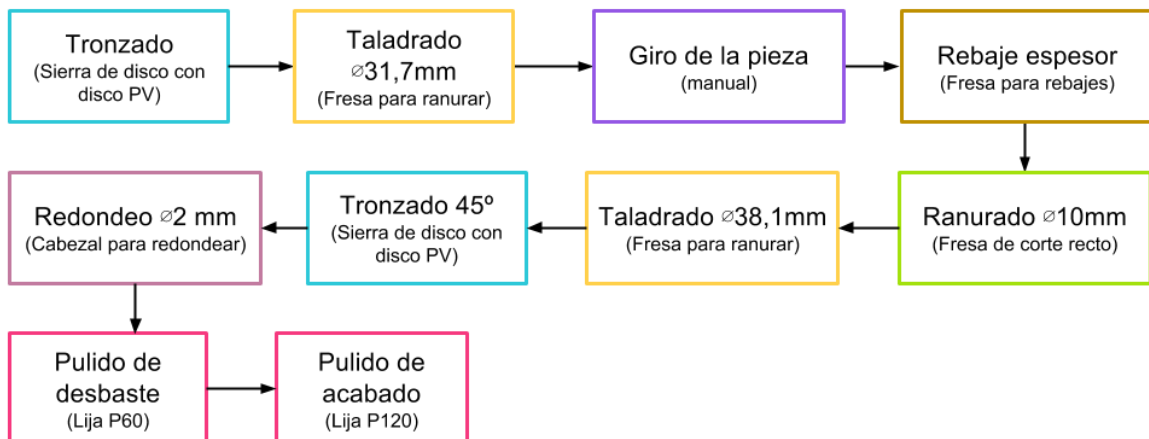 Tronzado
(Sierra de disco con
disco PV)
Taladrado
∅31,7mm
(Fresa para ranurar)
Giro de la pieza
(manual)
Rebaje espesor
(Fresa para rebajes)
Redondeo ∅2 mm
(Cabezal para redondear)
Tronzado 45º
(Sierra de disco con
disco PV)
Taladrado ∅38,1mm
(Fresa para ranurar)
Ranurado ∅10mm
(Fresa de corte recto)
Pulido de
desbaste
(Lija P60)
Pulido de
acabado
(Lija P120)